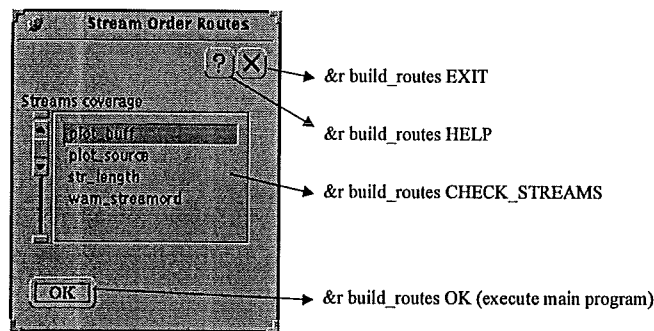 Stream Order Routes
? X
&r build_routes EXIT
Streams coverage
&r build_routes HELP
plot_buff
plot_source
str_length
&r build_routes CHECK_STREAMS
wam_streamord
OK
&r build_routes OK (execute main program)